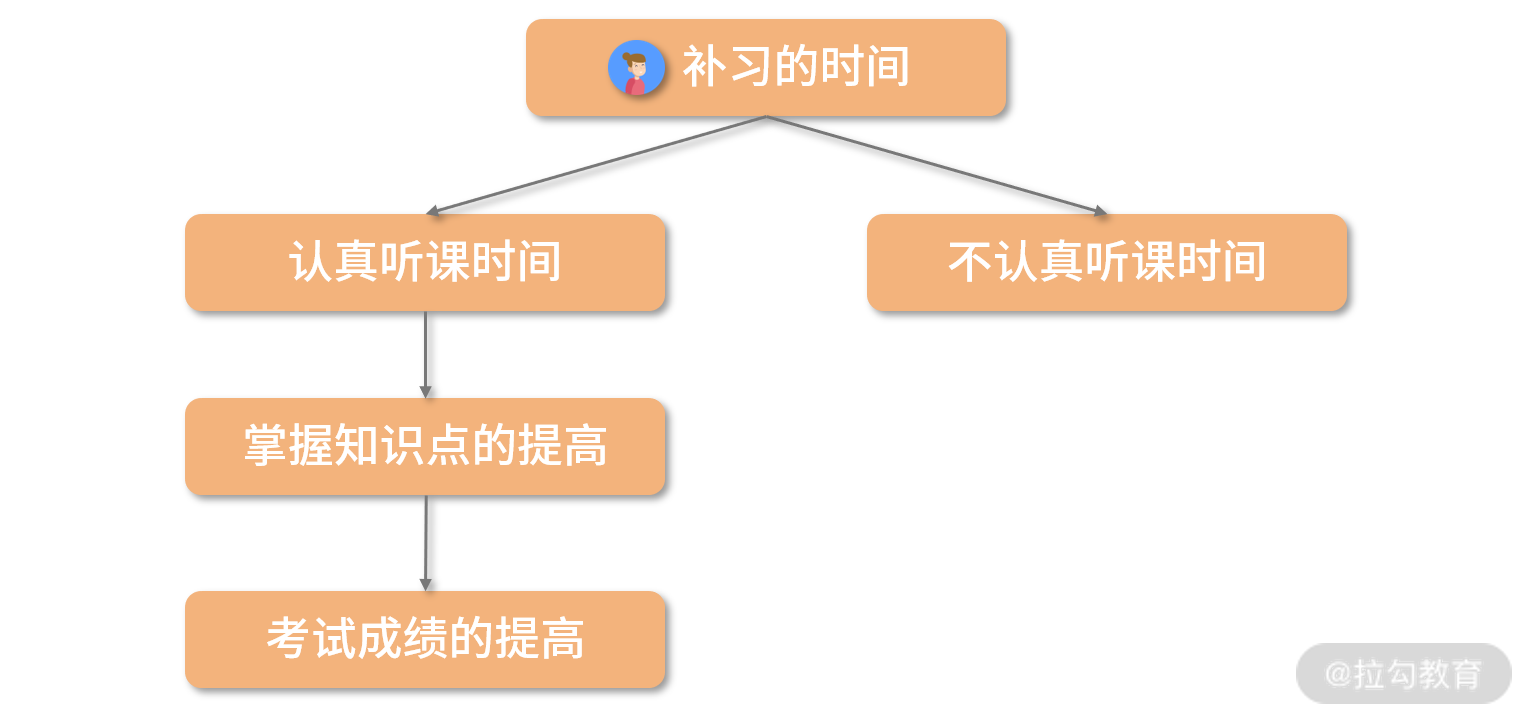 补习的时间
认真听课时间
不认真听课时间
掌握知识点的提高
考试成绩的提高
@拉勾教育